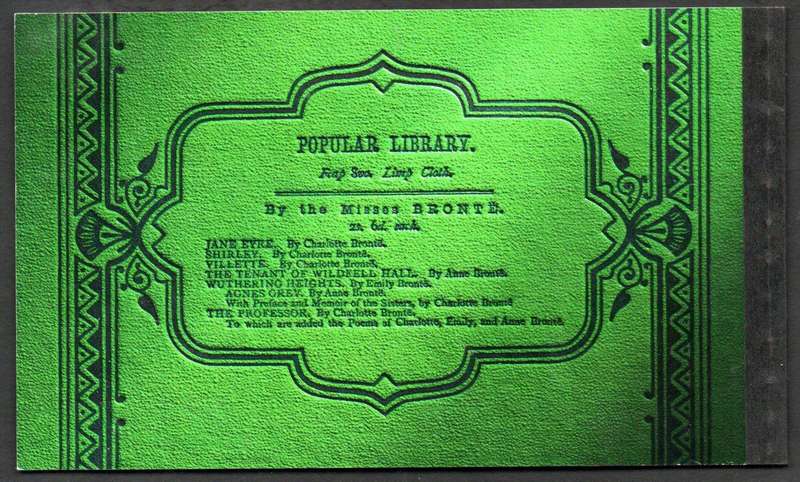 POPULAR LIBRARY.
Fcap 8vo. Limp Cloth.
By the Misses BRONTË.
2s. 6d. each.
JANE EYRE. By Charlotte Brontë.
SHIRLEY. By Charlotte Brontë.
VILLETTE. By Charlotte Brontë.
THE TENANT OF WILDFELL HALL. By Anne Brontë.
WUTHERING HEIGHTS. By Emily Brontë.
AGNES GREY. By Anne Brontë.
With Preface and Memoir of the Sisters, by Charlotte Brontë
THE PROFESSOR. By Charlotte Brontë.
To which are added the Poems of Charlotte, Emily, and Anne Brontë.